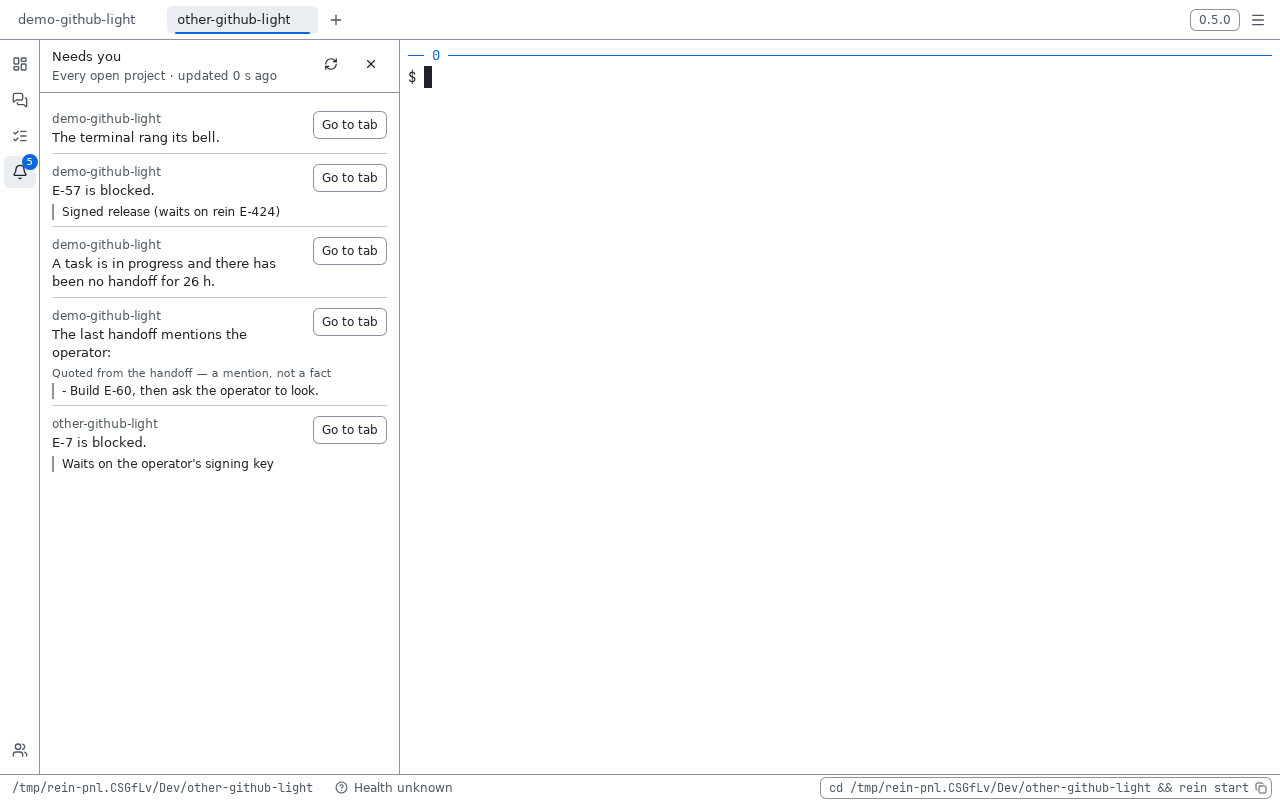 demo-github-light
other-github-light
0.5.0
Needs you
Every open project · updated 0 s ago
demo-github-light
The terminal rang its bell.
Go to tab
demo-github-light
E-57 is blocked.
Signed release (waits on rein E-424)
Go to tab
demo-github-light
A task is in progress and there has
been no handoff for 26 h.
Go to tab
demo-github-light
The last handoff mentions the
operator:
Quoted from the handoff — a mention, not a fact
- Build E-60, then ask the operator to look.
Go to tab
other-github-light
E-7 is blocked.
Waits on the operator's signing key
Go to tab
5
0
$
/tmp/rein-pnl.CSGfLv/Dev/other-github-light
Health unknown
cd /tmp/rein-pnl.CSGfLv/Dev/other-github-light && rein start